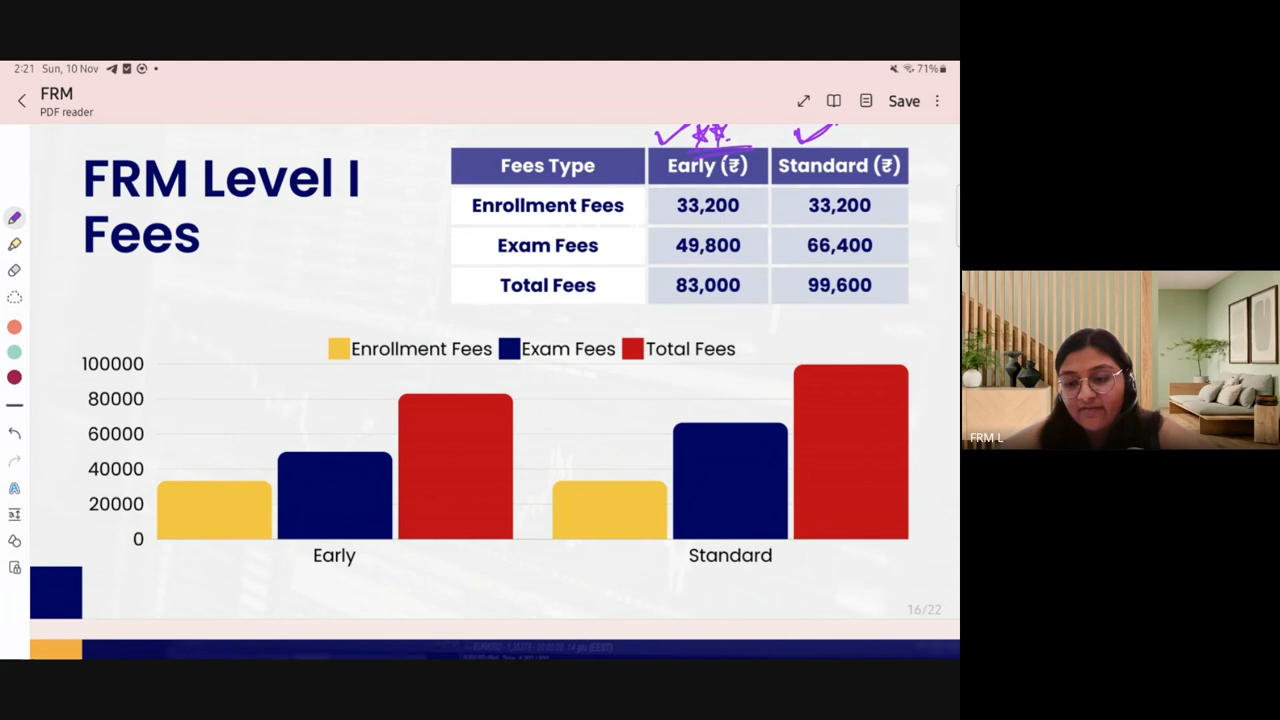 2:21 Sun, 10 Nov
71%
FRM
PDF reader
Save
FRM Level I
Fees
Fees Type Early (₹) Standard (₹)
Enrollment Fees 33,200 33,200
Exam Fees 49,800 66,400
Total Fees 83,000 99,600
Enrollment Fees Exam Fees Total Fees
100000
80000
60000
40000
20000
0
Early Standard
16/22
FRM L